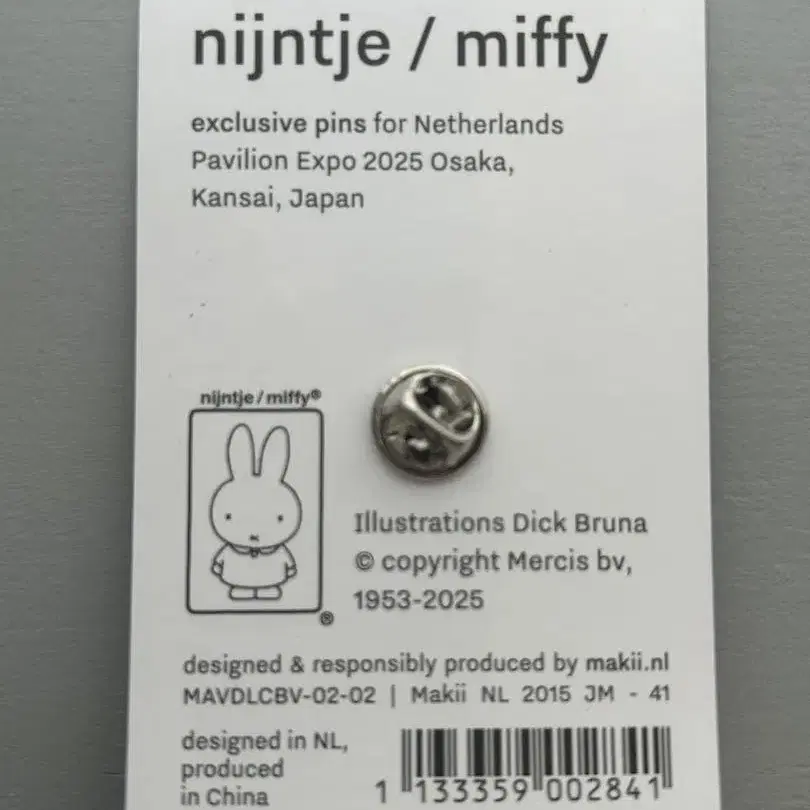 nijntje / miffy
exclusive pins for Netherlands
Pavilion Expo 2025 Osaka,
Kansai, Japan
nijntje / miffy®
®
Illustrations Dick Bruna
© copyright Mercis bv,
1953-2025
designed & responsibly produced by makii.nl
MAVDLCBV-02-02 | Makii NL 2015 JM - 41
designed in NL,
produced
in China
1 133359 002841